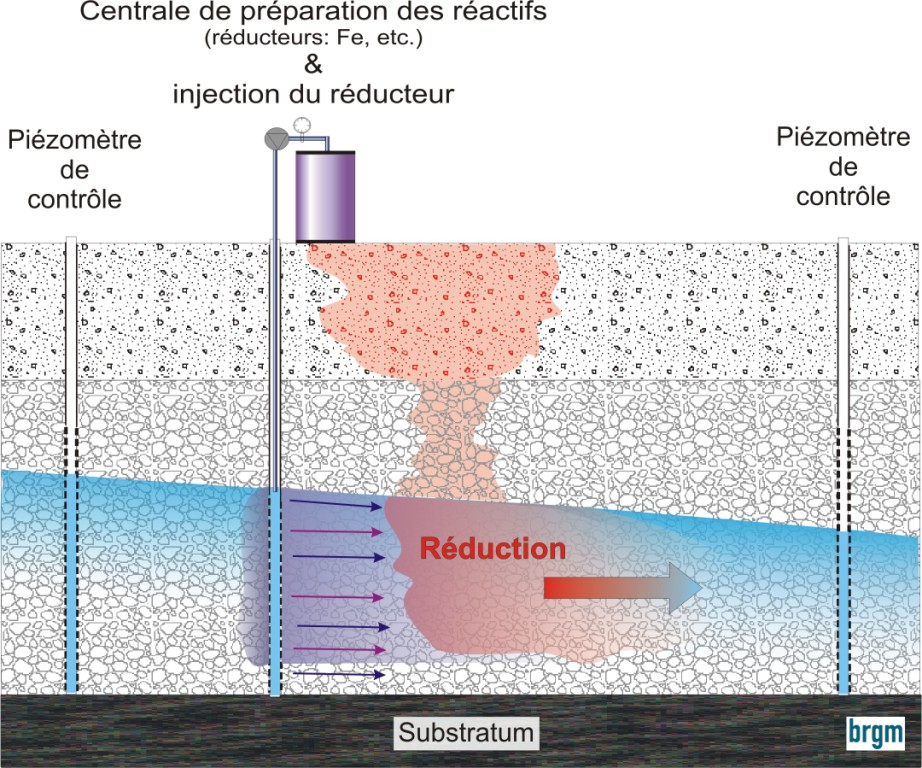 Centrale de préparation des réactifs
(réducteurs: Fe, etc.)
&
injection du réducteur
Piézomètre
de
contrôle
Piézomètre
de
contrôle
Réduction
Substratum
brgm